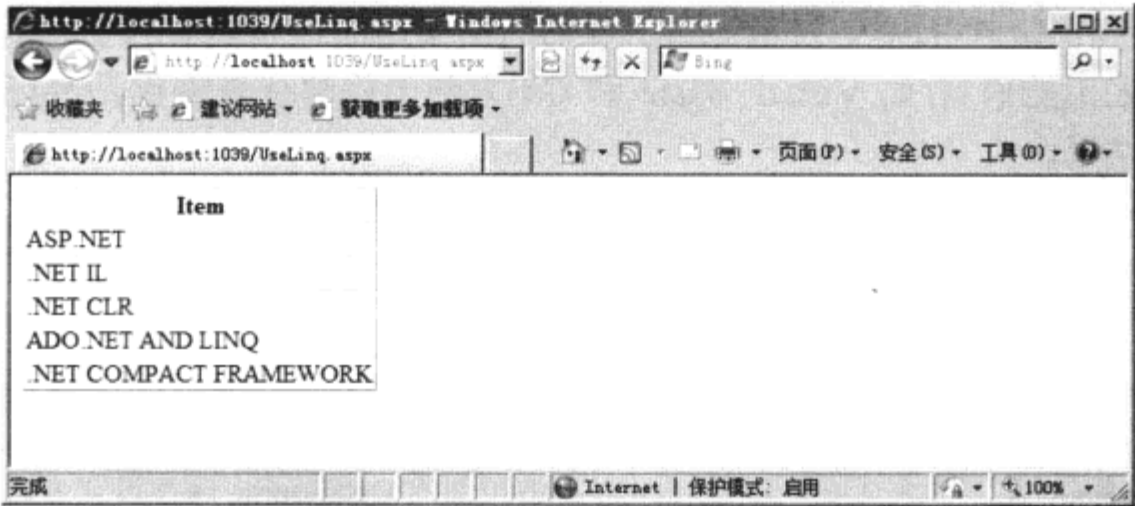 http://localhost:1039/UseLinq.aspx - Windows Internet Explorer
http://localhost:1039/UseLinq.aspx Bing
收藏夹 建议网站 获取更多加载项
http://localhost:1039/UseLinq.aspx 页面(P) 安全(S) 工具(O)
Item
ASP.NET
.NET IL
.NET CLR
ADO.NET AND LINQ
.NET COMPACT FRAMEWORK
完成 Internet | 保护模式: 启用 100%